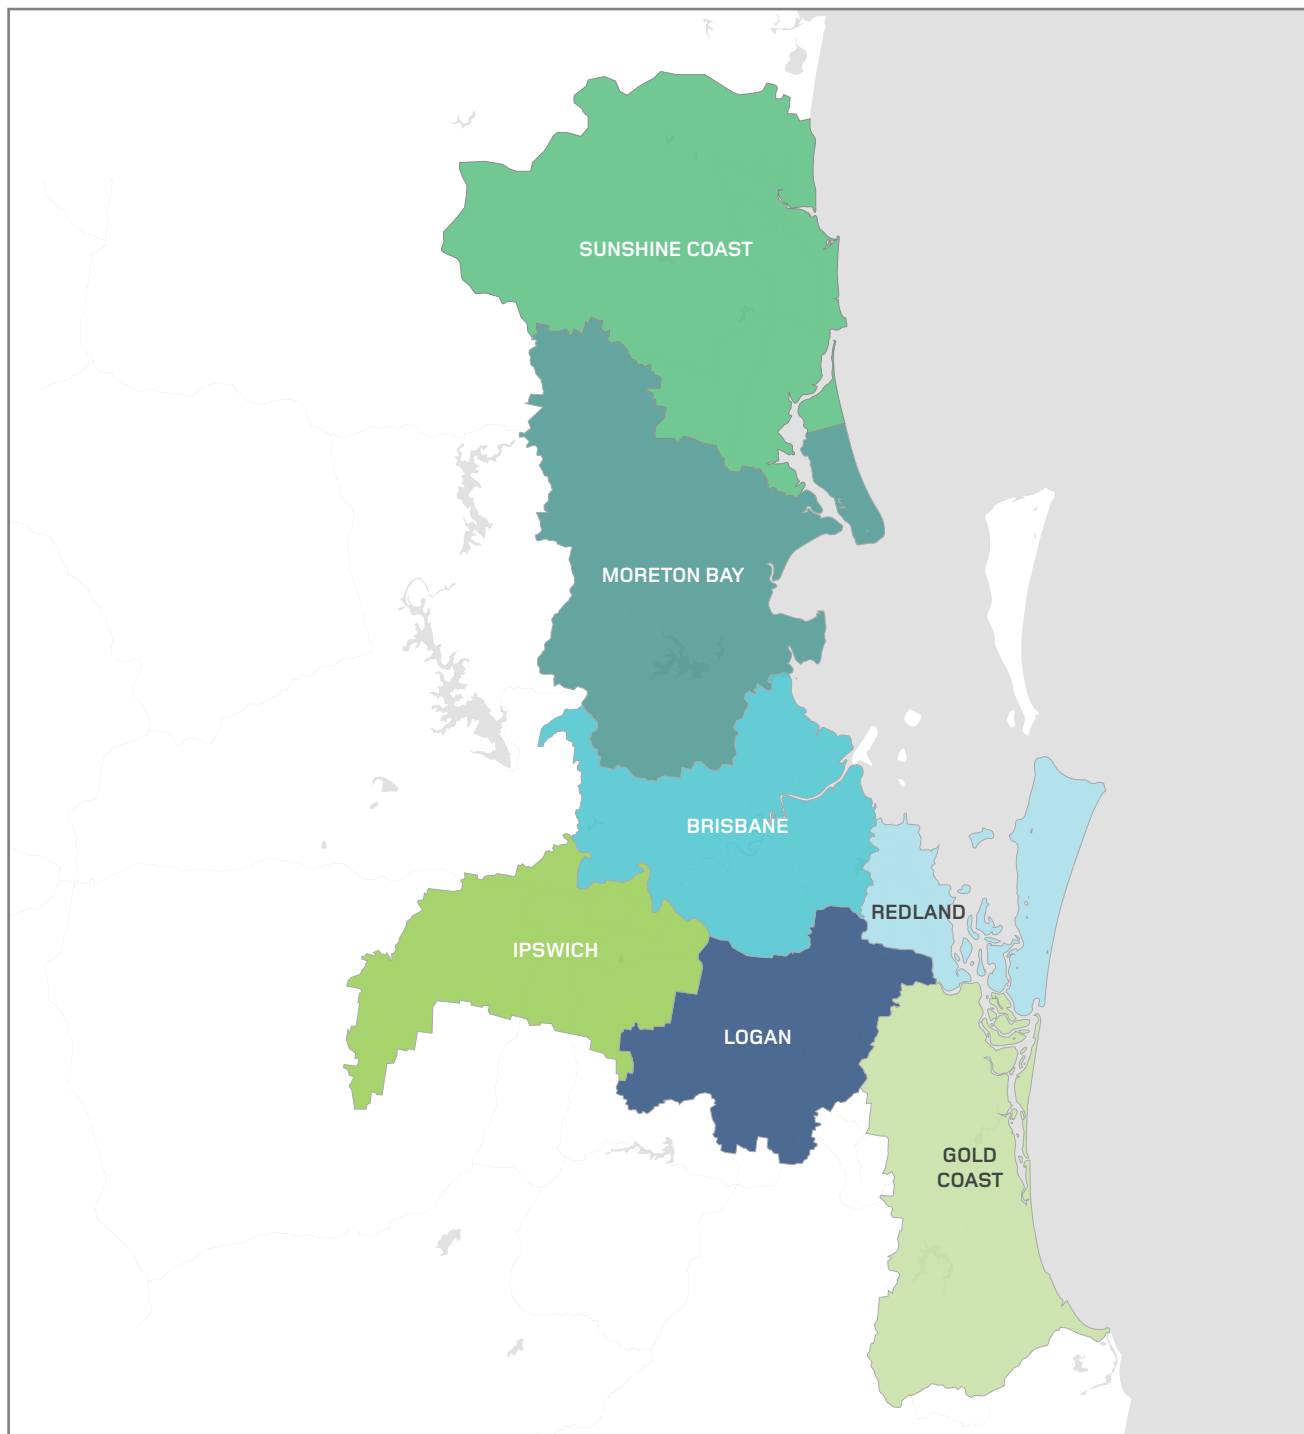 SUNSHINE COAST
MORETON BAY
BRISBANE
REDLAND
IPSWICH
LOGAN
GOLD
COAST